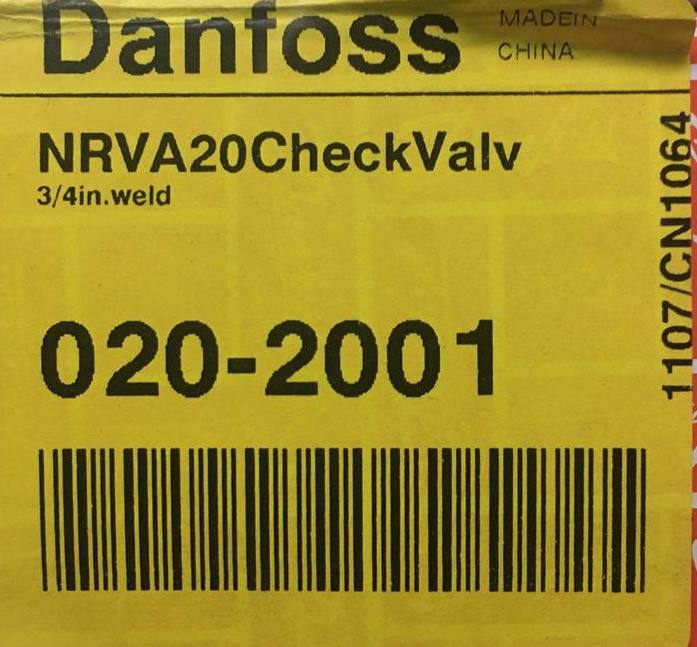 Danfoss
MADEIN
CHINA
NRVA20CheckValv
3/4in.weld
1107/CN1064
020-2001